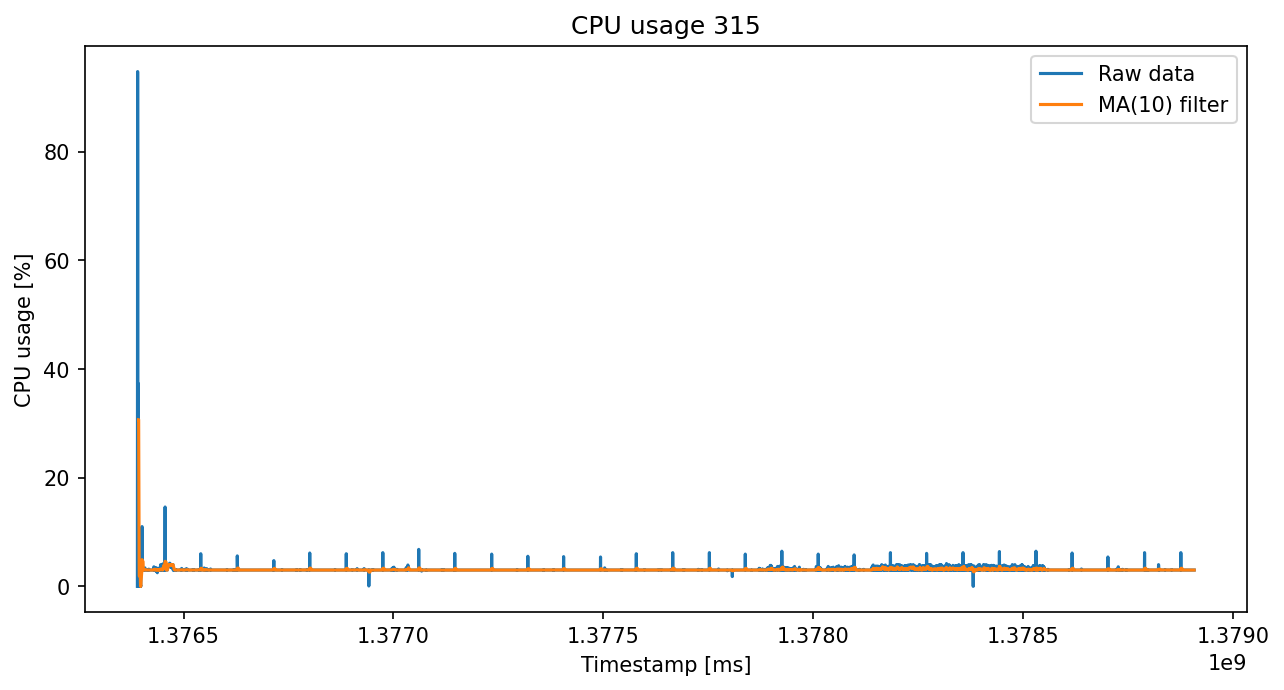 CPU usage 315
Raw data
MA(10) filter
CPU usage [%]
80
60
40
20
0
1.3765 1.3770 1.3775 1.3780 1.3785 1.3790
1e9
Timestamp [ms]